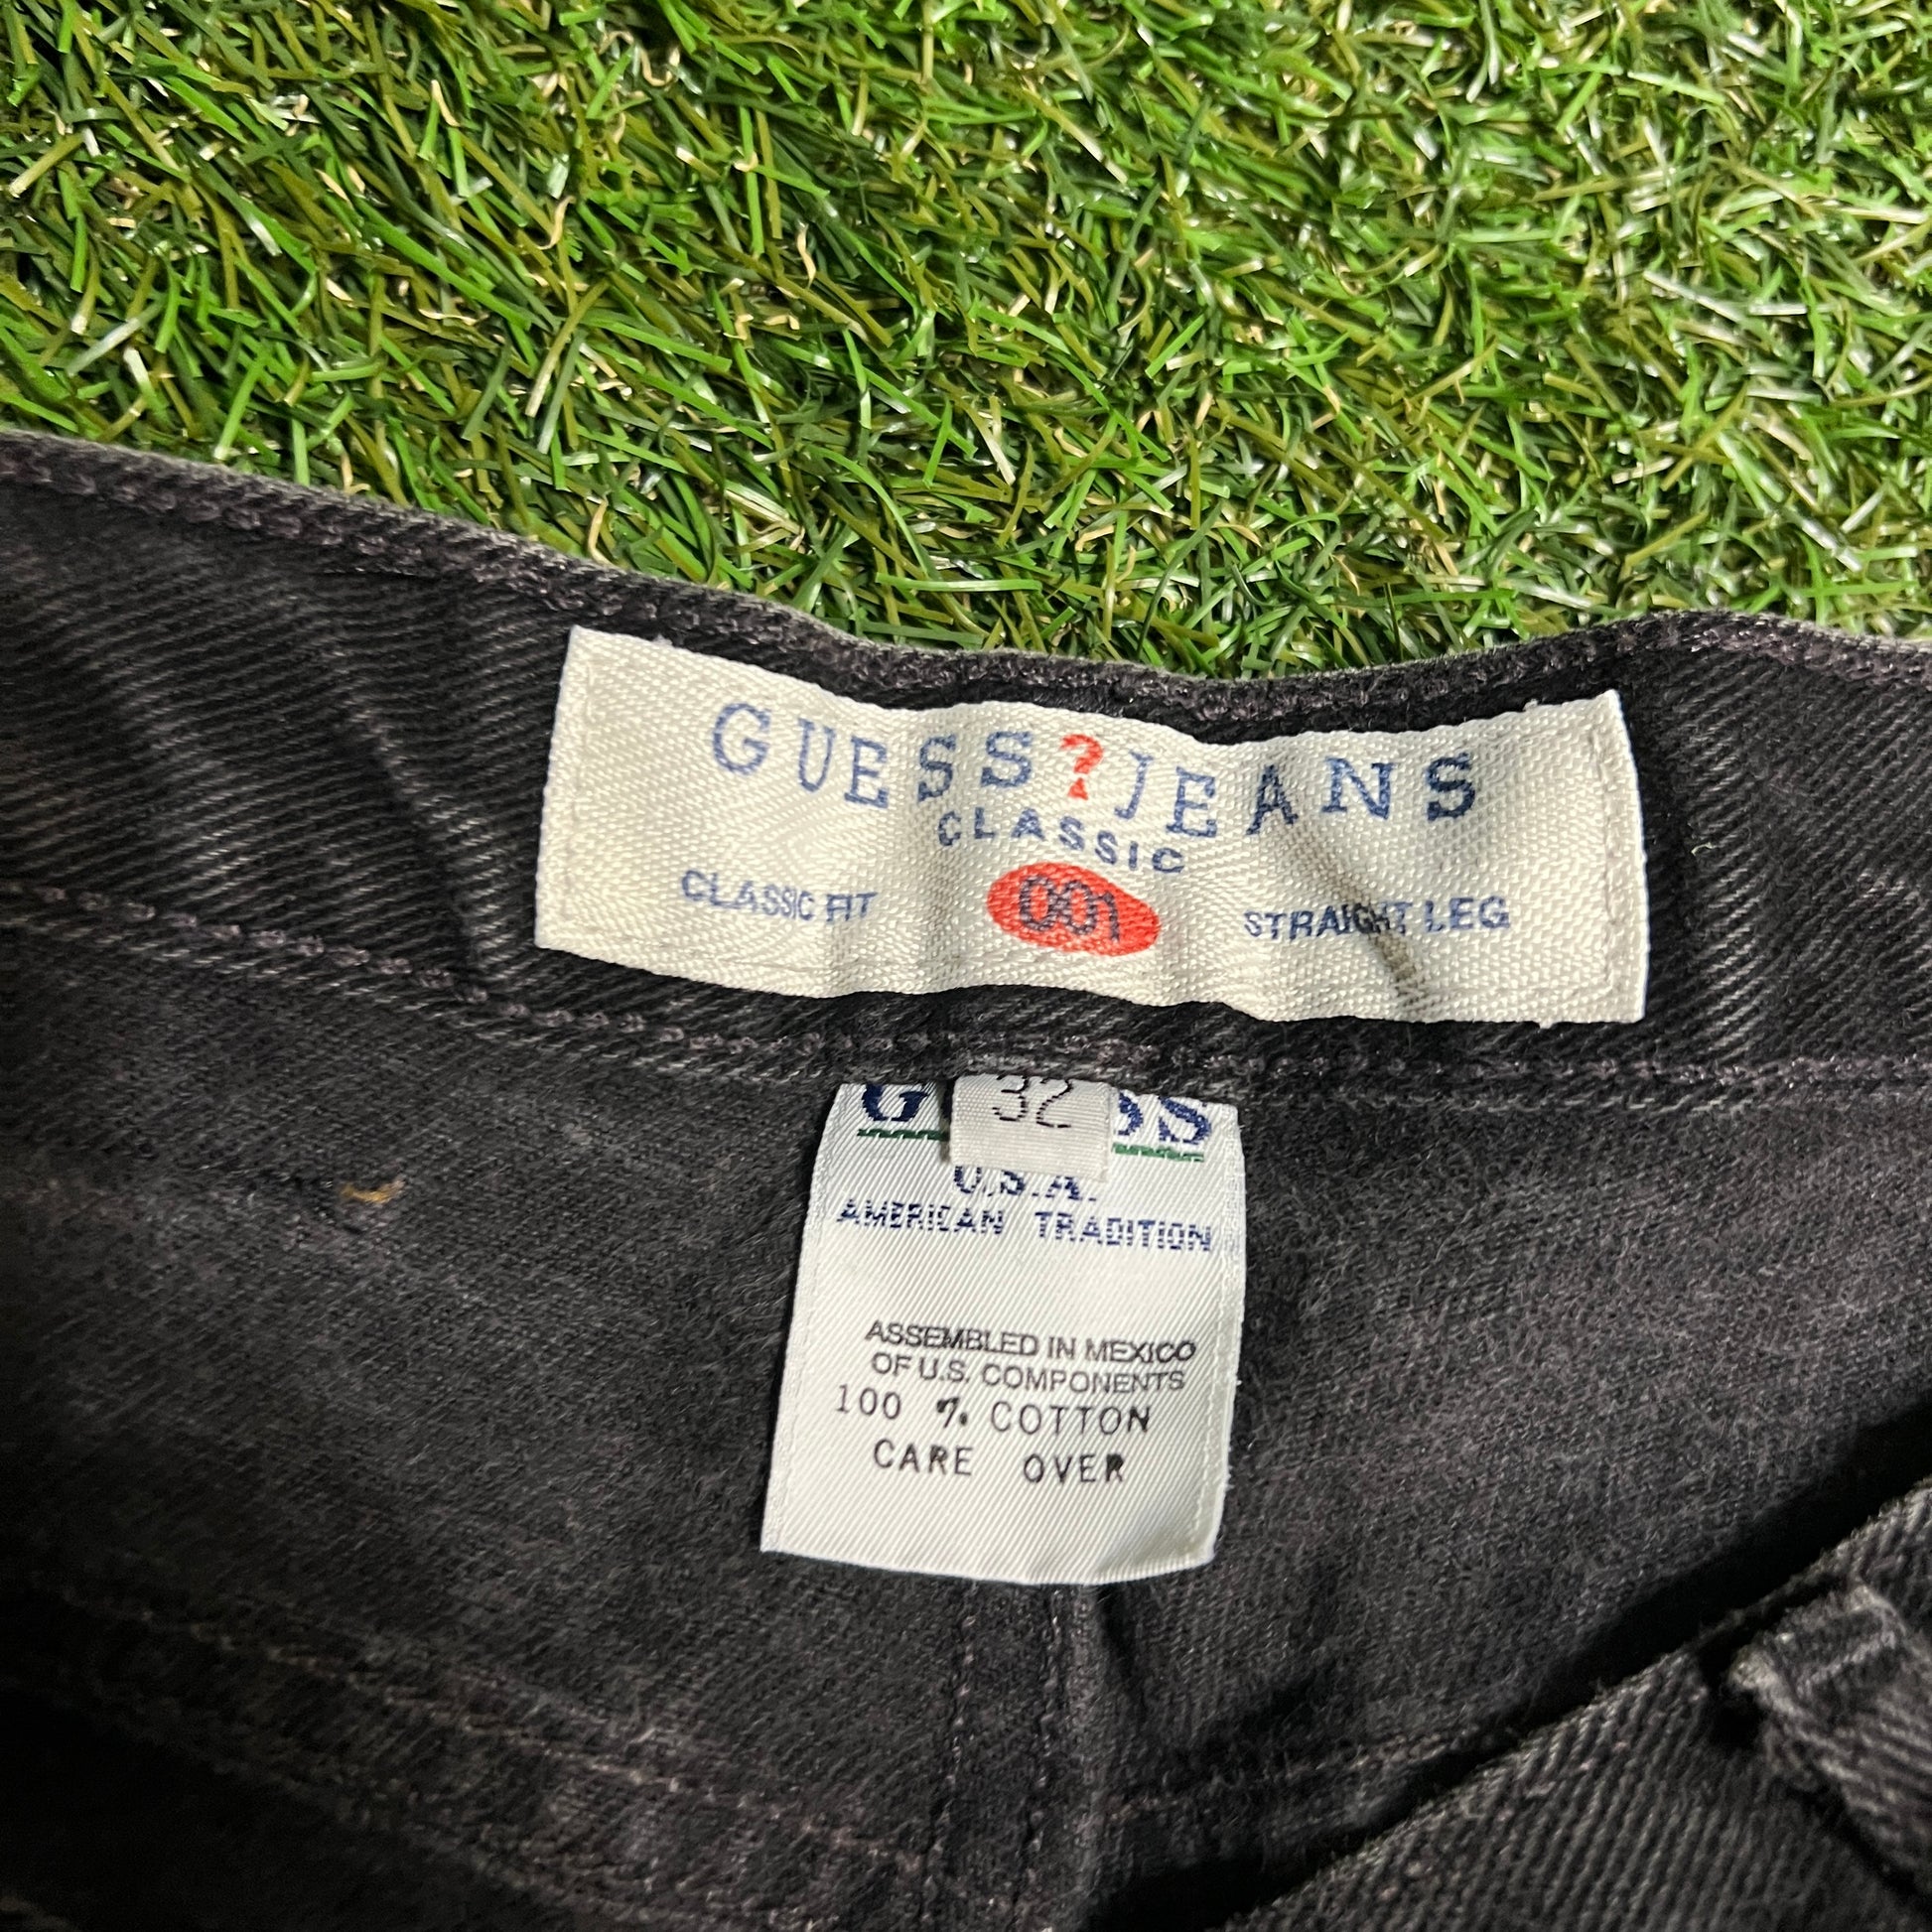 GUESS?JEANS
CLASSIC
CLASSIC FIT 001 STRAIGHT LEG
32
U.S.A.
AMERICAN TRADITION
ASSEMBLED IN MEXICO
OF U.S. COMPONENTS
100 % COTTON
CARE OVER